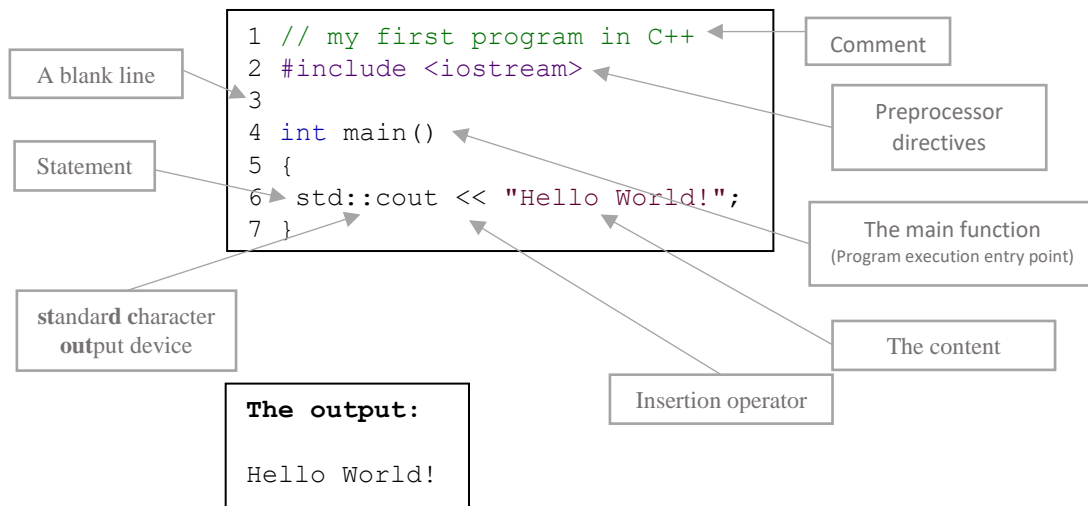 1 // my first program in C++
2 #include <iostream>
3
4 int main()
5 {
6 std::cout << "Hello World!";
7 }
Comment
A blank line
Preprocessor
directives
Statement
The main function
(Program execution entry point)
standard character
output device
The content
Insertion operator
The output:
Hello World!